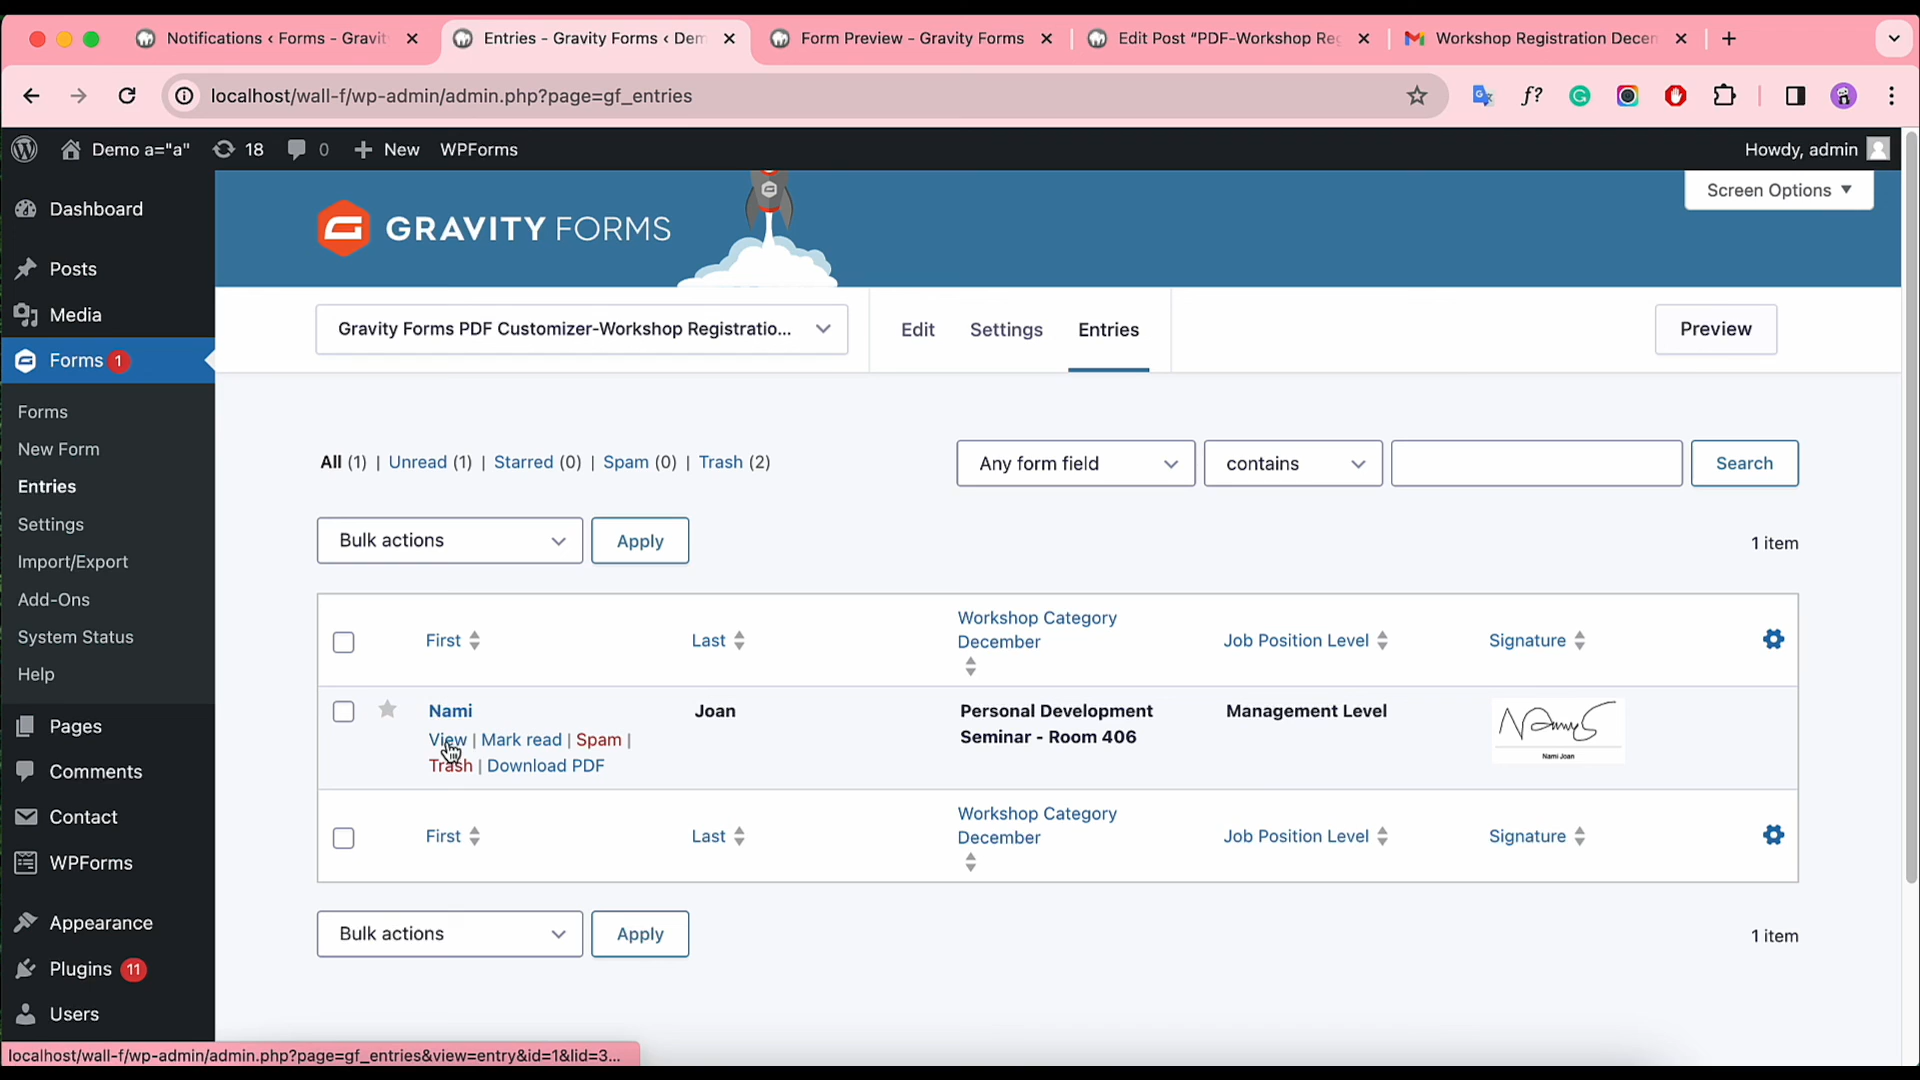 Notifications ‹ Forms - Gravit
Entries - Gravity Forms ‹ Dem
Form Preview - Gravity Forms
Edit Post “PDF-Workshop Reg
Workshop Registration Decem
localhost/wall-f/wp-admin/admin.php?page=gf_entries
f?
Demo a="a"
18
0
New
WPForms
Howdy, admin
Screen Options
GRAVITY FORMS
Dashboard
Posts
Media
Forms 1
Forms
New Form
Entries
Settings
Import/Export
Add-Ons
System Status
Help
Pages
Comments
Contact
WPForms
Appearance
Plugins 11
Users
Gravity Forms PDF Customizer-Workshop Registratio...
Edit
Settings
Entries
Preview
All (1) | Unread (1) | Starred (0) | Spam (0) | Trash (2)
Any form field
contains
Search
Bulk actions
Apply
1 item
First
Last
Workshop Category
December
Job Position Level
Signature
Nami
Joan
Personal Development
Seminar - Room 406
Management Level
Nami Joan
View | Mark read | Spam |
Trash | Download PDF
First
Last
Workshop Category
December
Job Position Level
Signature
Bulk actions
Apply
1 item
localhost/wall-f/wp-admin/admin.php?page=gf_entries&view=entry&id=1&lid=3...